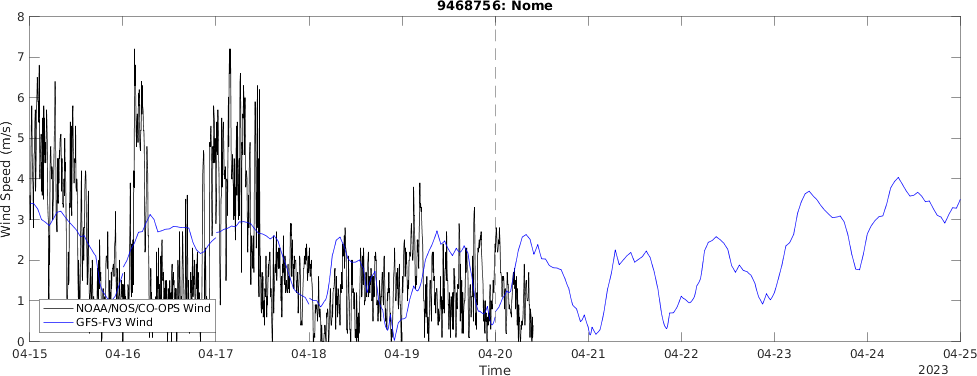 9468756: Nome
8
7
6
5
4
3
2
1
0
Wind Speed (m/s)
NOAA/NOS/CO-OPS Wind
GFS-FV3 Wind
04-15 04-16 04-17 04-18 04-19 04-20 04-21 04-22 04-23 04-24 04-25
Time
2023